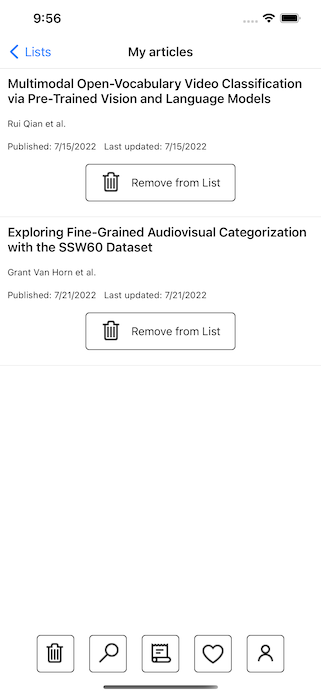 9:56
Lists
My articles
Multimodal Open-Vocabulary Video Classification
via Pre-Trained Vision and Language Models
Rui Qian et al.
Published: 7/15/2022 Last updated: 7/15/2022
Remove from List
Exploring Fine-Grained Audiovisual Categorization
with the SSW60 Dataset
Grant Van Horn et al.
Published: 7/21/2022 Last updated: 7/21/2022
Remove from List